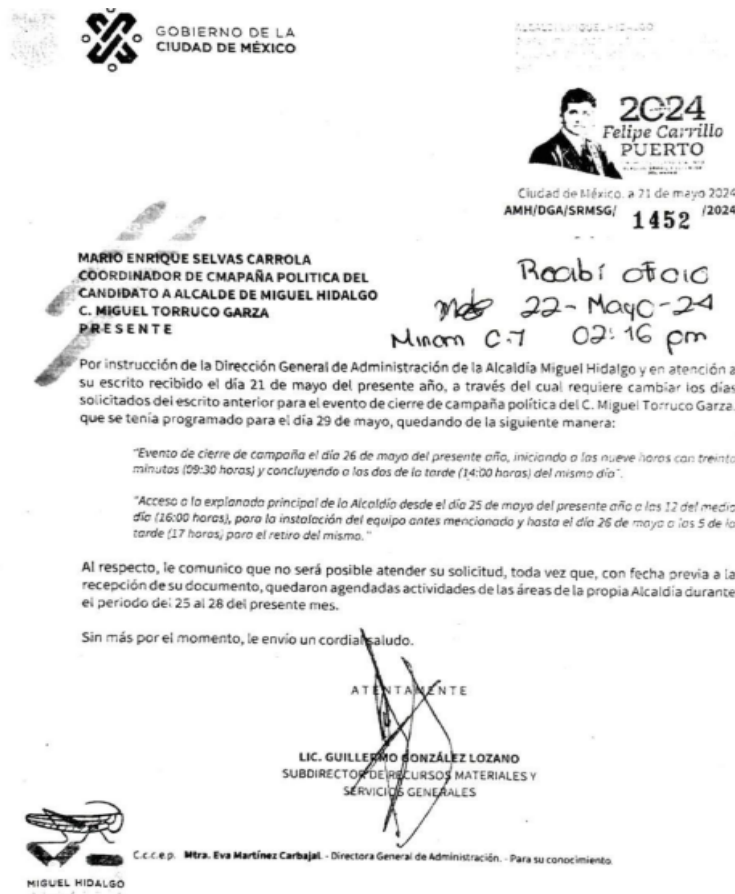 GOBIERNO DE LA
CIUDAD DE MÉXICO
2024
Felipe Carrillo
PUERTO
Ciudad de México, a 21 de mayo 2024
AMH/DGA/SRMSG/ 1452 /2024
MARIO ENRIQUE SELVAS CARROLA
COORDINADOR DE CMAPAÑA POLITICA DEL
CANDIDATO A ALCALDE DE MIGUEL HIDALGO
C. MIGUEL TORRUCO GARZA
PRESENTE
Recibí oficio
22-Mayo-24
02:16 pm
Por instrucción de la Dirección General de Administración de la Alcaldía Miguel Hidalgo y en atención a
su escrito recibido el día 21 de mayo del presente año, a través del cual requiere cambiar los días
solicitados del escrito anterior para el evento de cierre de campaña política del C. Miguel Torruco Garza,
que se tenía programado para el día 29 de mayo, quedando de la siguiente manera:
"Evento de cierre de campaña el día 26 de mayo del presente año, iniciando a las nueve horas con treinta
minutos (09:30 horas) y concluyendo a las dos de la tarde (14:00 horas) del mismo día".
"Acceso a la explanada principal de la Alcaldía desde el día 25 de mayo del presente año a las 12 del medio
día (16:00 horas), para la instalación del equipo antes mencionado y hasta el día 26 de mayo a las 5 de la
tarde (17 horas) para el retiro del mismo."
Al respecto, le comunico que no será posible atender su solicitud, toda vez que, con fecha previa a la
recepción de su documento, quedaron agendadas actividades de las áreas de la propia Alcaldía durante
el periodo del 25 al 28 del presente mes.
Sin más por el momento, le envío un cordial saludo.
ATENTAMENTE
LIC. GUILLERMO GONZÁLEZ LOZANO
SUBDIRECTOR DE RECURSOS MATERIALES Y
SERVICIOS GENERALES
C.c.c.e.p. Mtra. Eva Martínez Carbajal. - Directora General de Administración. - Para su conocimiento.
MIGUEL HIDALGO